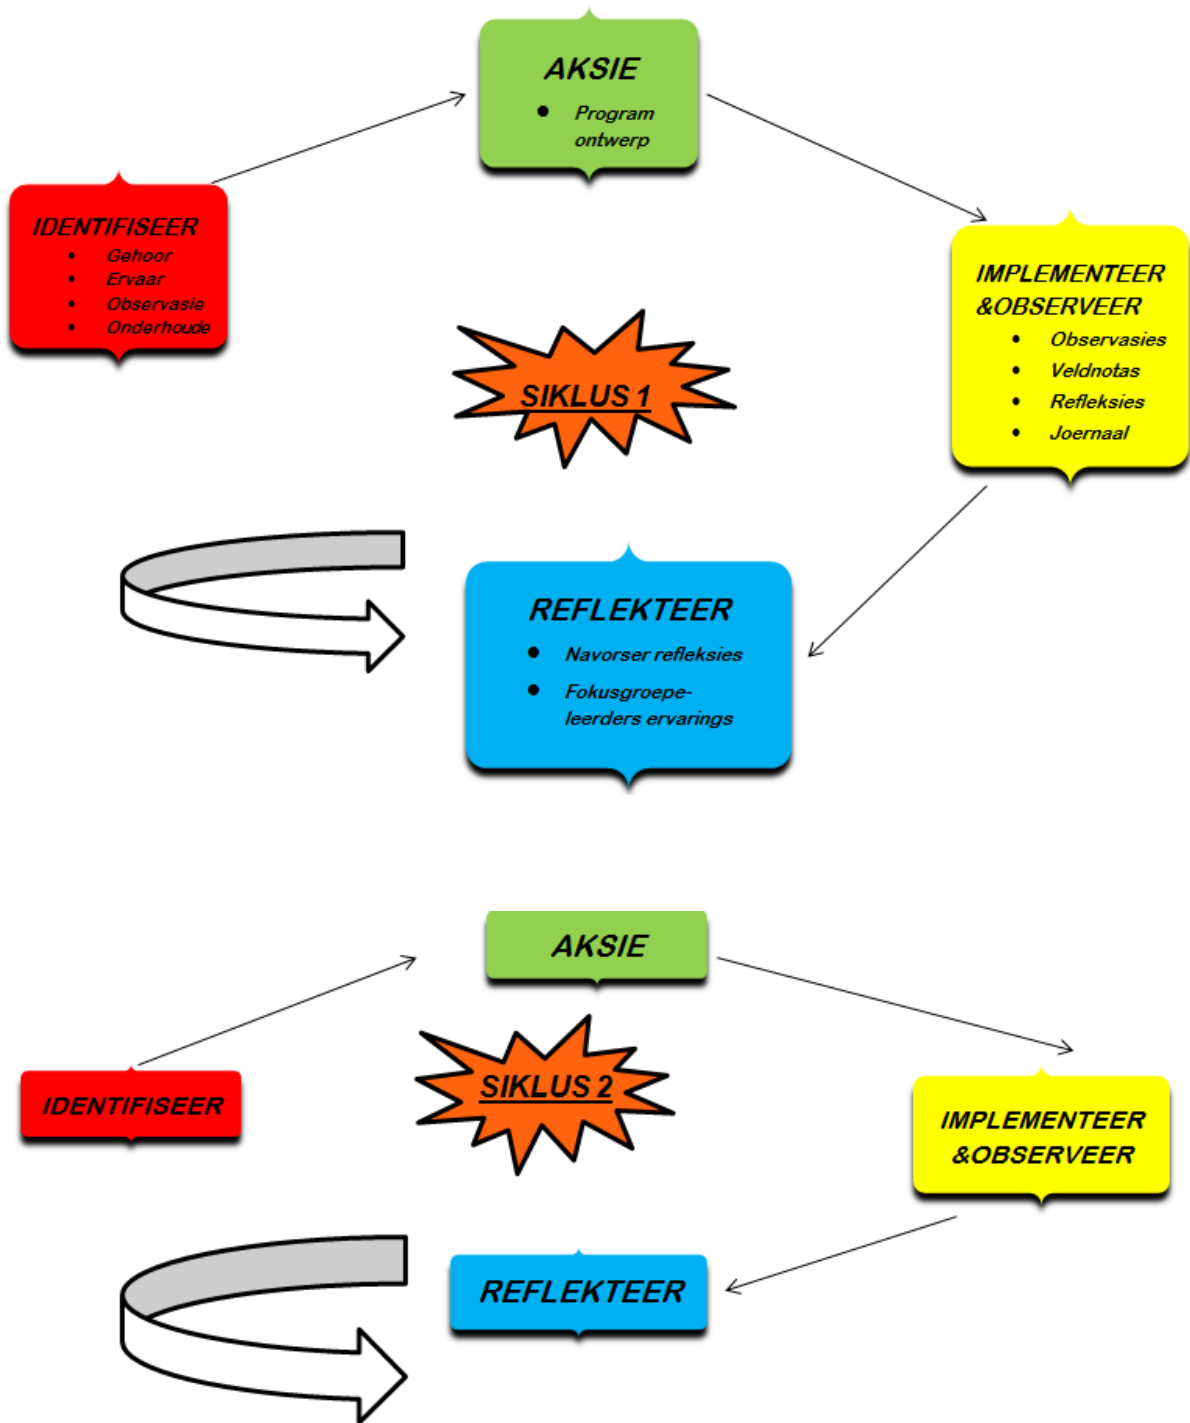 AKSIE
• Program
ontwerp
IDENTIFISEER
• Gehoor
• Ervaar
• Observasie
• Onderhoude
IMPLEMENTEER
&OBSERVEER
• Observasies
• Veldnotas
• Refleksies
• Joernaal
SIKLUS 1
REFLEKTEER
• Navorser refleksies
• Fokusgroepe-
leerders ervarings
AKSIE
IDENTIFISEER
SIKLUS 2
IMPLEMENTEER
&OBSERVEER
REFLEKTEER